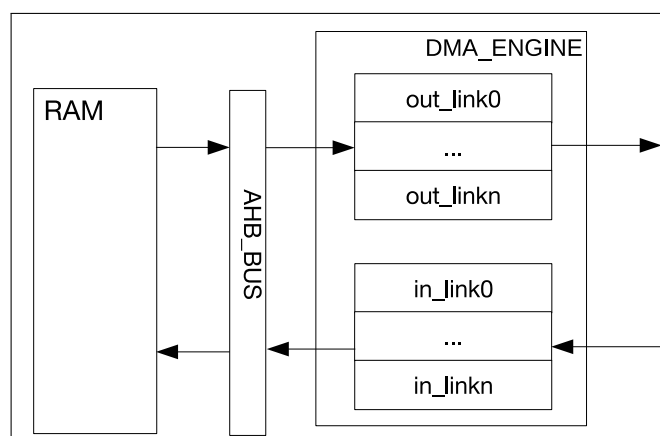 DMA_ENGINE
RAM
out_link0
...
out_linkn
AHB_BUS
in_link0
...
in_linkn